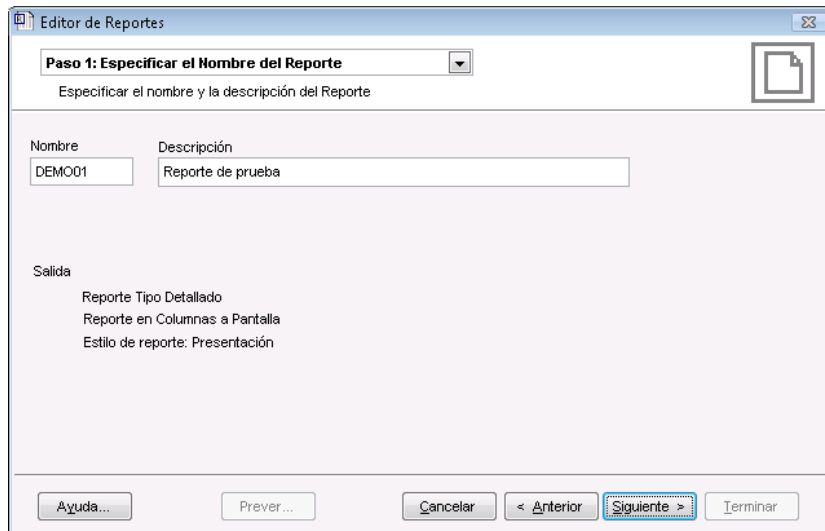 Editor de Reportes
Paso 1: Especificar el Nombre del Reporte
Especificar el nombre y la descripción del Reporte
Nombre Descripción
DEMO01 Reporte de prueba
Salida
Reporte Tipo Detallado
Reporte en Columnas a Pantalla
Estilo de reporte: Presentación
Ayuda... Prever... Cancelar < Anterior Siguiente > Terminar